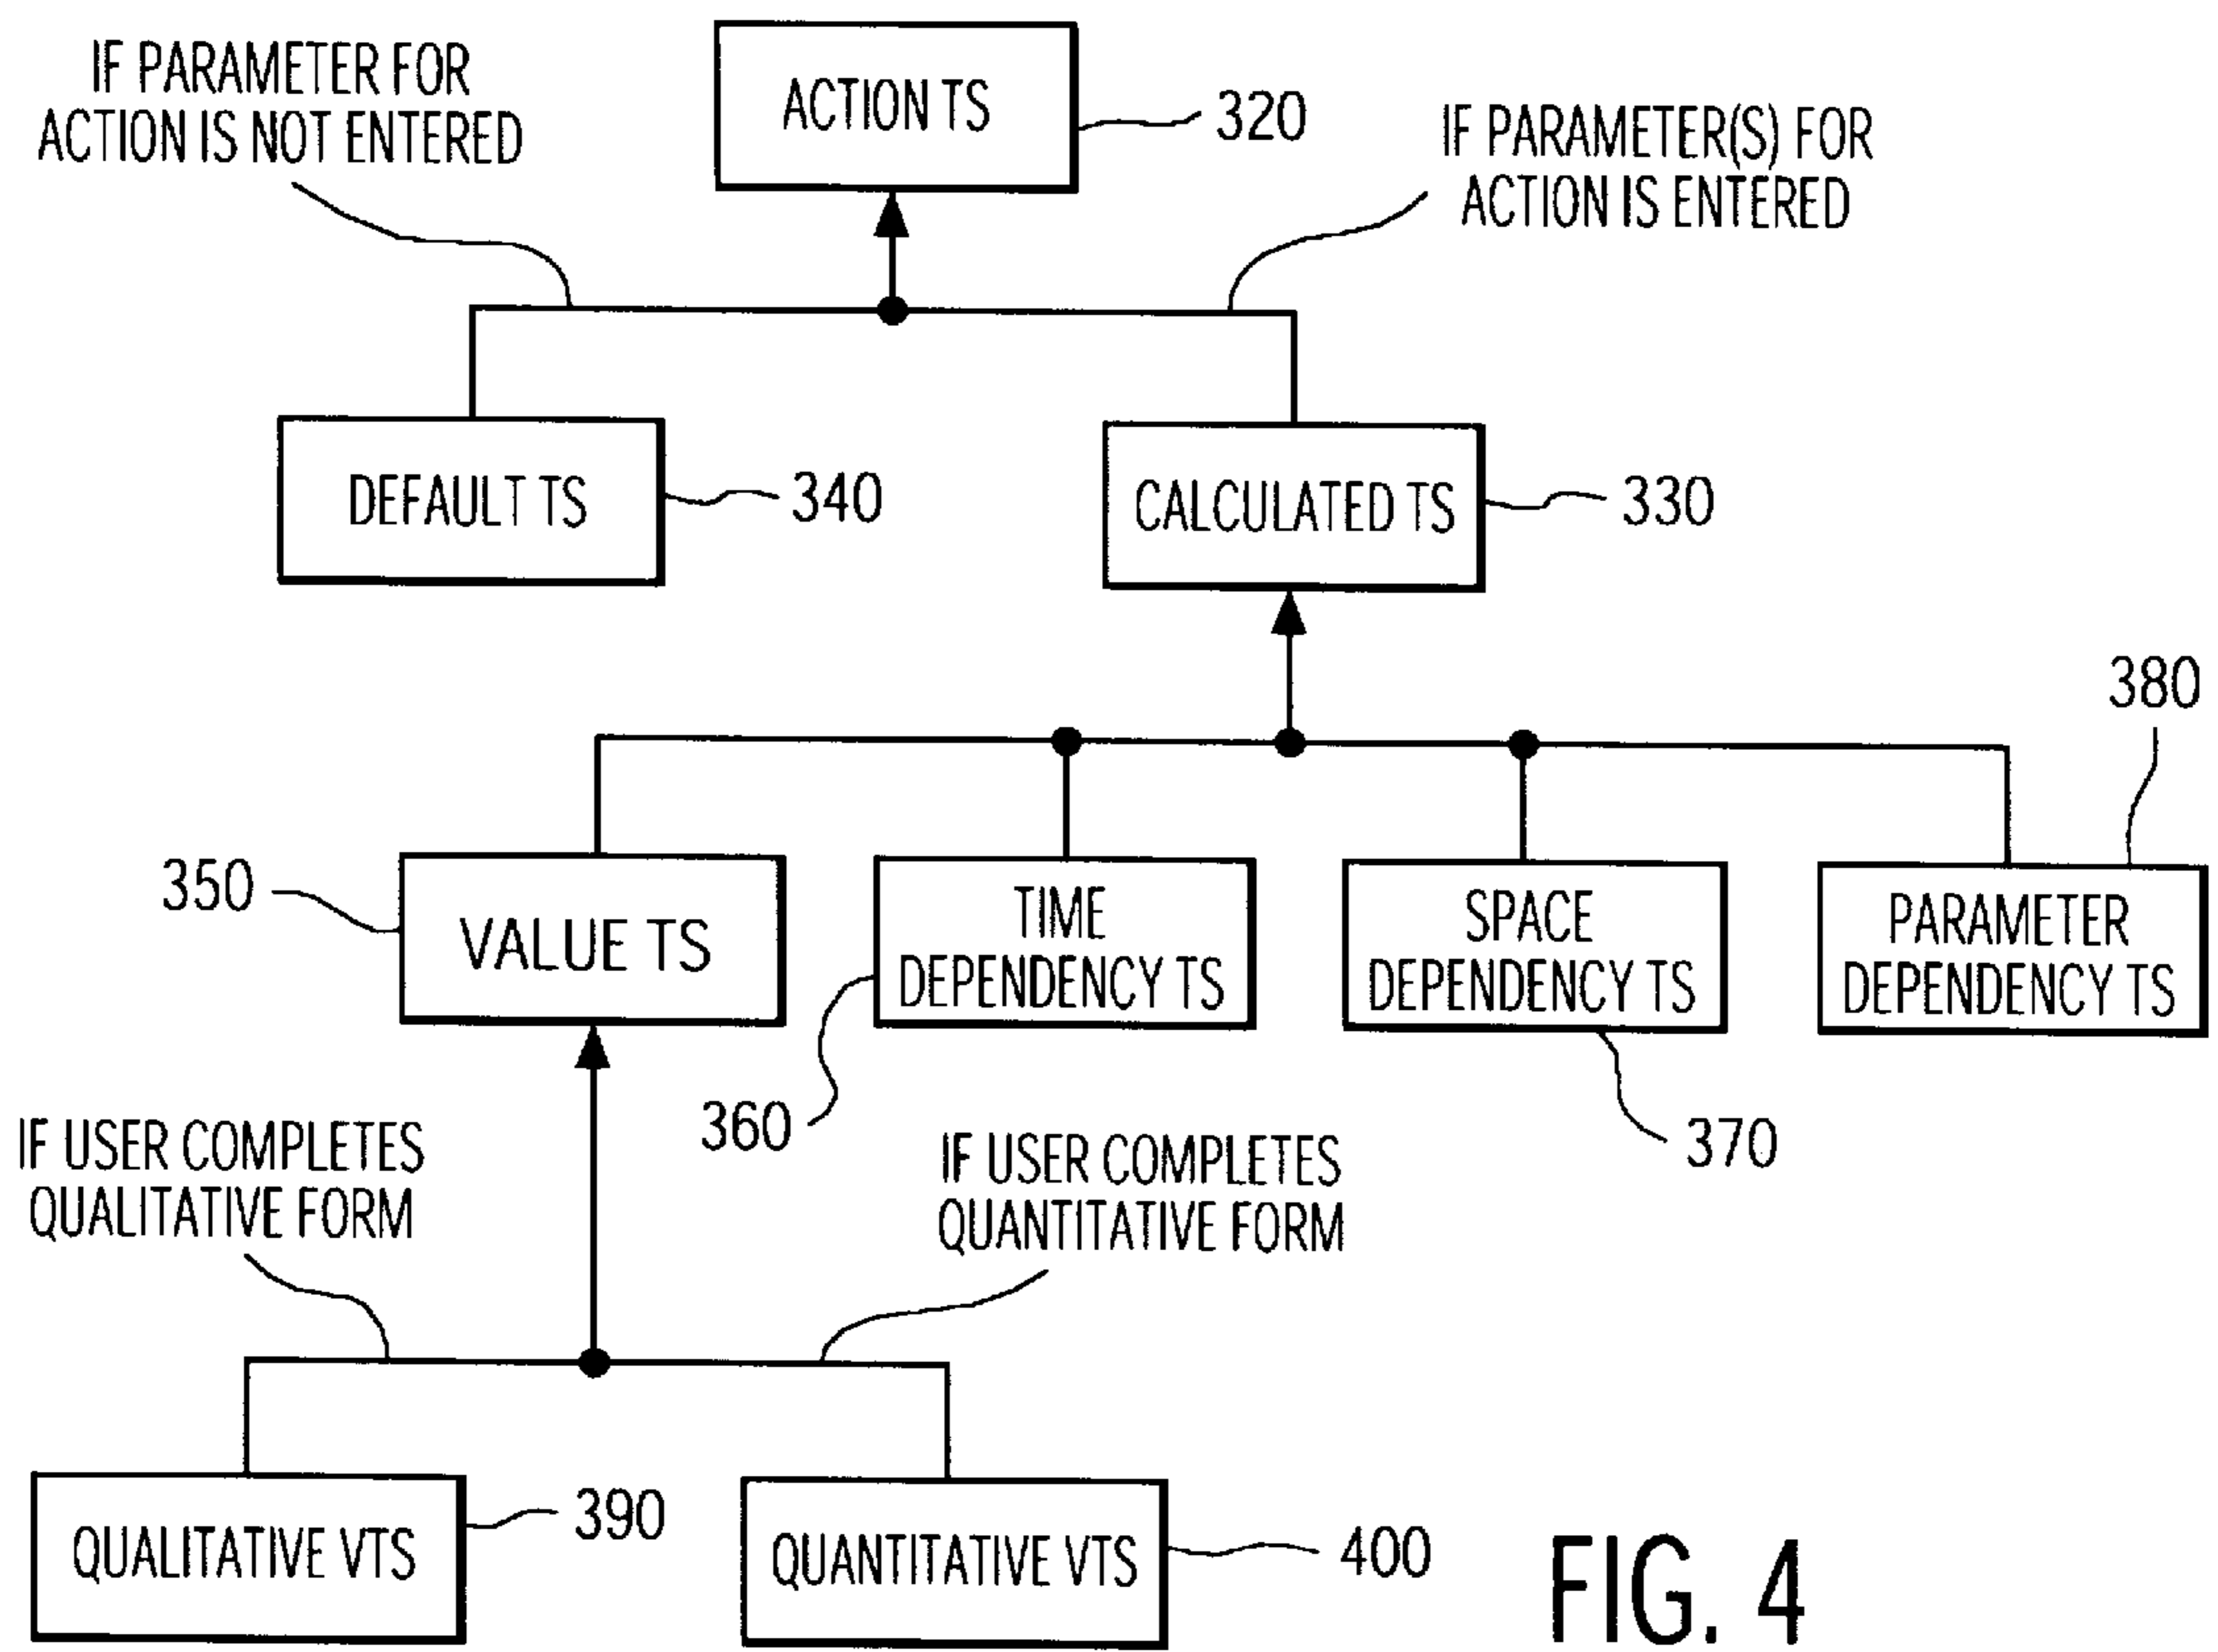 IF PARAMETER FOR
ACTION IS NOT ENTERED
ACTION TS
320
IF PARAMETER(S) FOR
ACTION IS ENTERED
DEFAULT TS
340
CALCULATED TS
330
380
350
VALUE TS
TIME
DEPENDENCY TS
SPACE
DEPENDENCY TS
PARAMETER
DEPENDENCY TS
360
370
IF USER COMPLETES
QUALITATIVE FORM
IF USER COMPLETES
QUANTITATIVE FORM
QUALITATIVE VTS
390
QUANTITATIVE VTS
400
FIG. 4